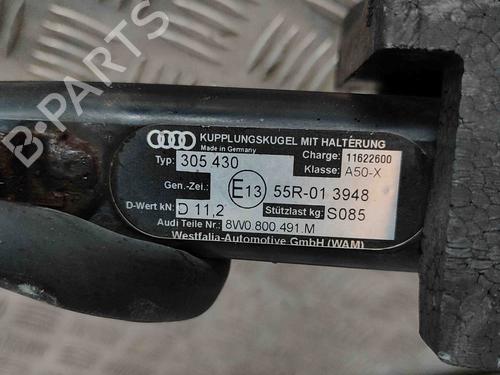 B-PARTS
KUPPLUNGSKUGEL MIT HALTERUNG
Made in Germany
Typ: 305 430 Charge: 11622600
Klasse: A50-X
Gen.-Zei.: E13 55R-01 3948
D-Wert kN: D 11,2 Stützlast kg: S085
Audi Teile Nr.: 8W0.800.491.M
Westfalia-Automotive GmbH (WAM)
B-PARTS